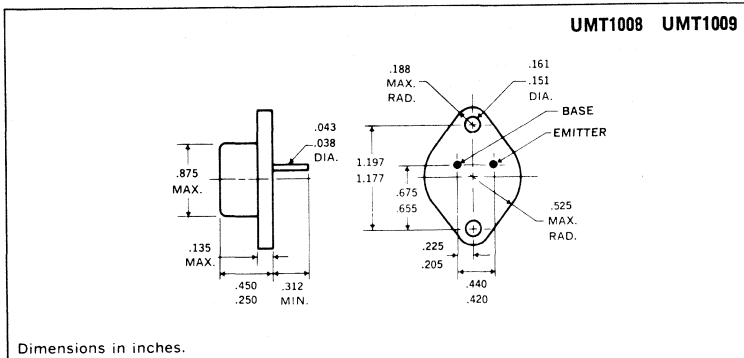 UMT1008 UMT1009
.188
MAX.
RAD.
.161
.151
DIA.
BASE
EMITTER
.043
.038
DIA.
.875
MAX.
1.197
1.177
.675
.655
.525
MAX.
RAD.
.135
MAX.
.450
.250
.312
MIN.
.225
.205
.440
.420
Dimensions in inches.